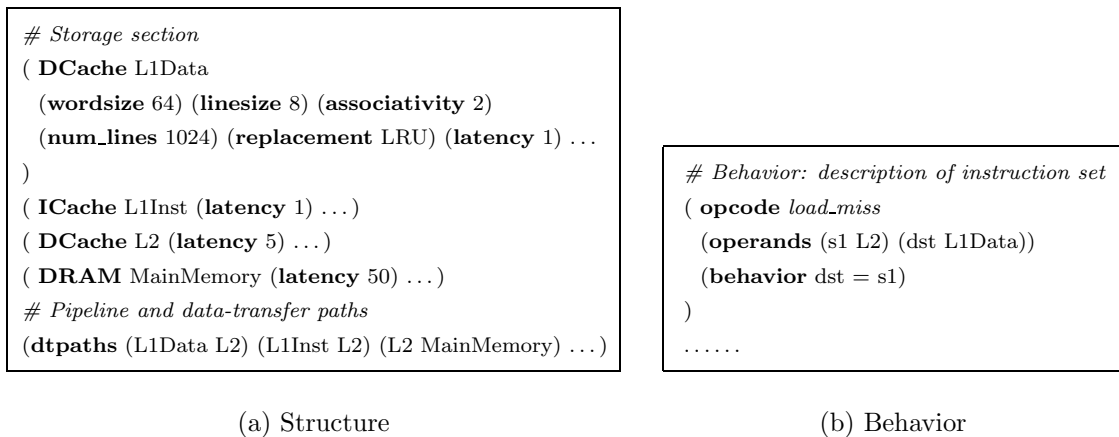 # Storage section
( DCache L1Data
(wordsize 64) (linesize 8) (associativity 2)
(num_lines 1024) (replacement LRU) (latency 1) ...
)
( ICache L1Inst (latency 1) ...)
( DCache L2 (latency 5) ...)
( DRAM MainMemory (latency 50) ...)
# Pipeline and data-transfer paths
(dtpaths (L1Data L2) (L1Inst L2) (L2 MainMemory) ...)
(a) Structure
# Behavior: description of instruction set
( opcode load_miss
(operands (s1 L2) (dst L1Data))
(behavior dst = s1)
)
......
(b) Behavior